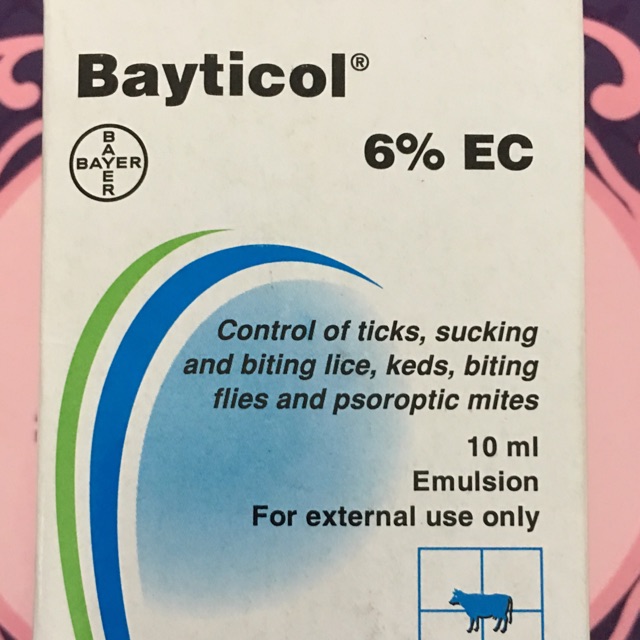 Bayticol®
BAYER
BAYER
6% EC
Control of ticks, sucking
and biting lice, keds, biting
flies and psoroptic mites
10 ml
Emulsion
For external use only